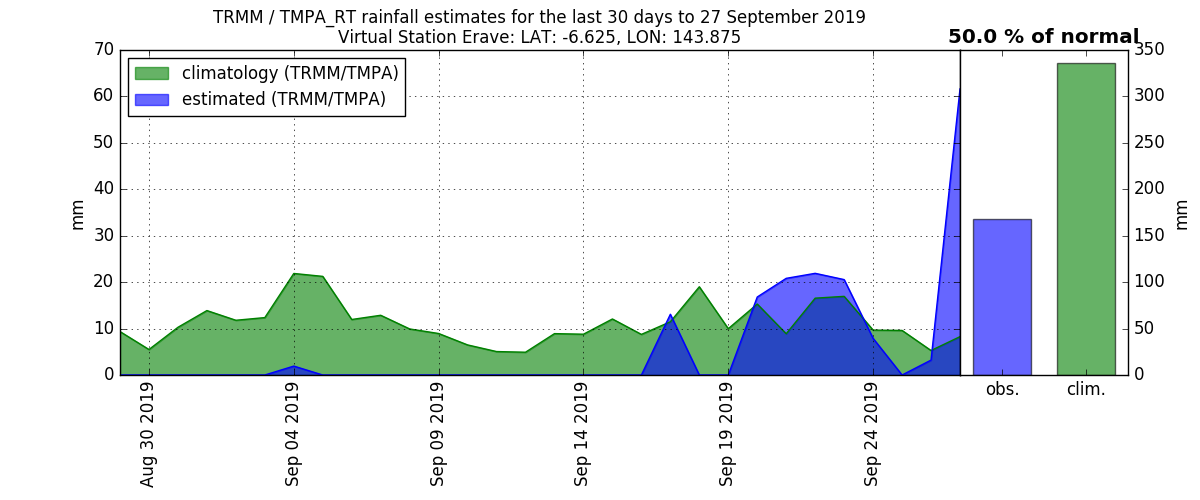 TRMM / TMPA_RT rainfall estimates for the last 30 days to 27 September 2019
Virtual Station Erave: LAT: -6.625, LON: 143.875
50.0 % of normal
climatology (TRMM/TMPA)
estimated (TRMM/TMPA)
70
60
50
40
30
20
10
0
mm
350
300
250
200
150
100
50
0
mm
Aug 30 2019
Sep 04 2019
Sep 09 2019
Sep 14 2019
Sep 19 2019
Sep 24 2019
obs.
clim.